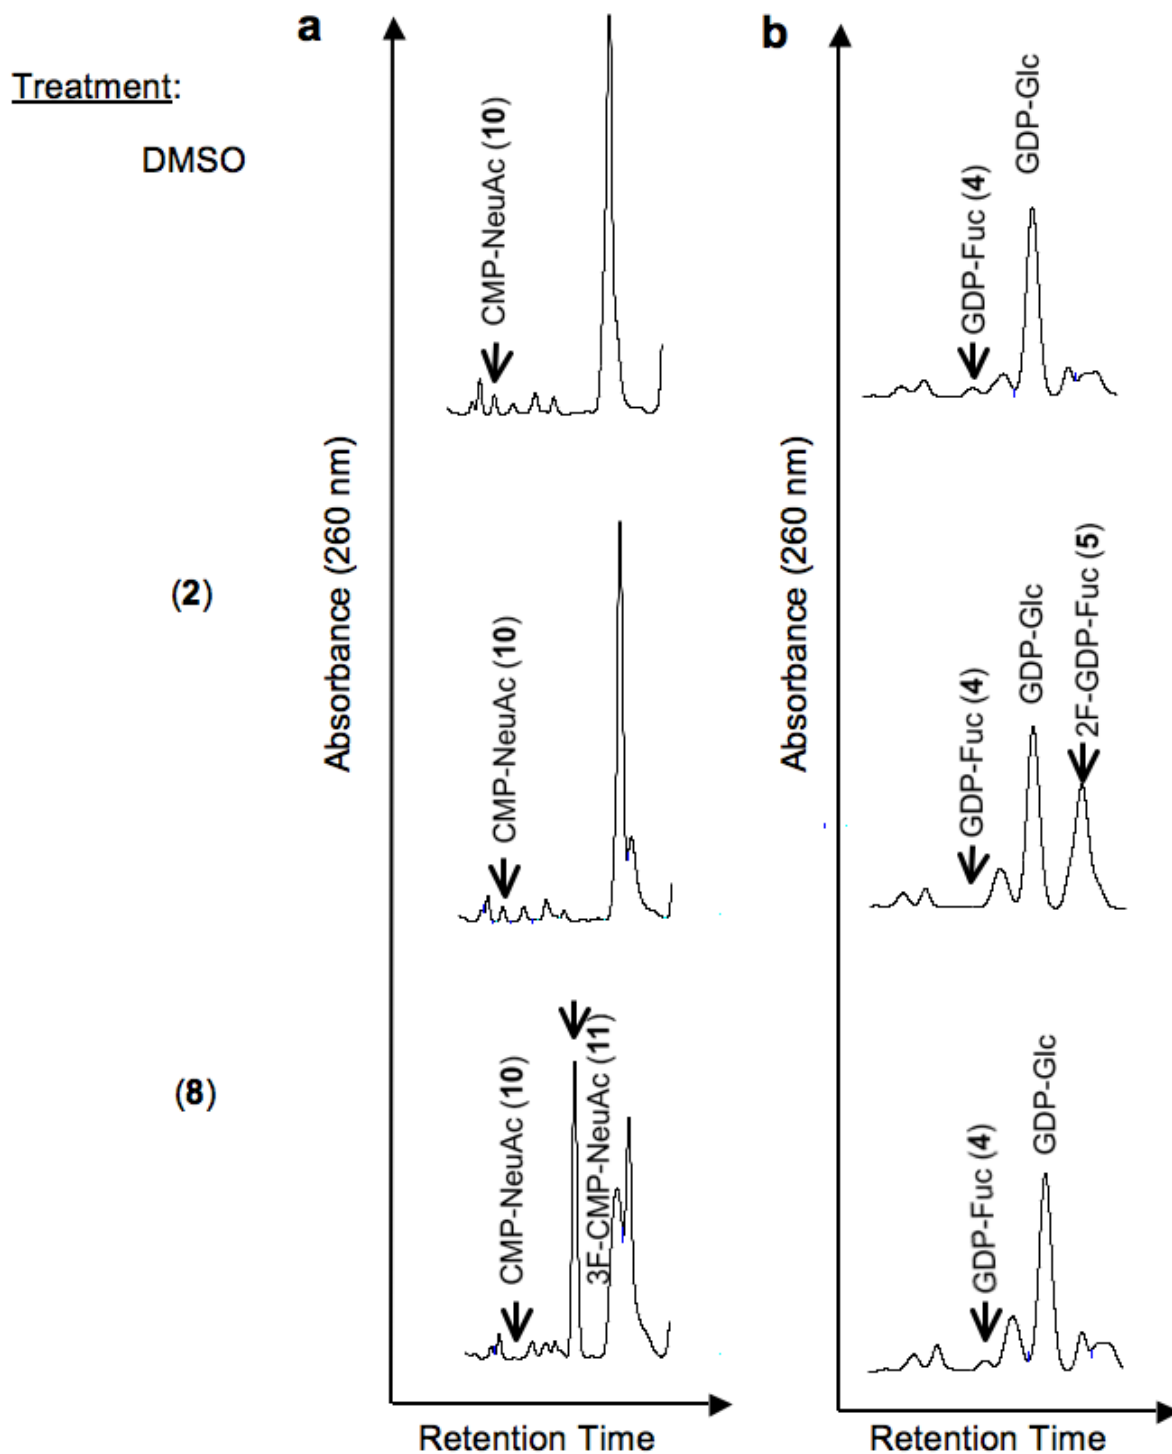 a
b
Treatment:
DMSO
CMP-NeuAc (10)
GDP-Fuc (4)
GDP-Glc
Absorbance (260 nm)
Absorbance (260 nm)
(2)
CMP-NeuAc (10)
GDP-Fuc (4)
GDP-Glc
2F-GDP-Fuc (5)
(8)
CMP-NeuAc (10)
3F-CMP-NeuAc (11)
GDP-Fuc (4)
GDP-Glc
Retention Time
Retention Time